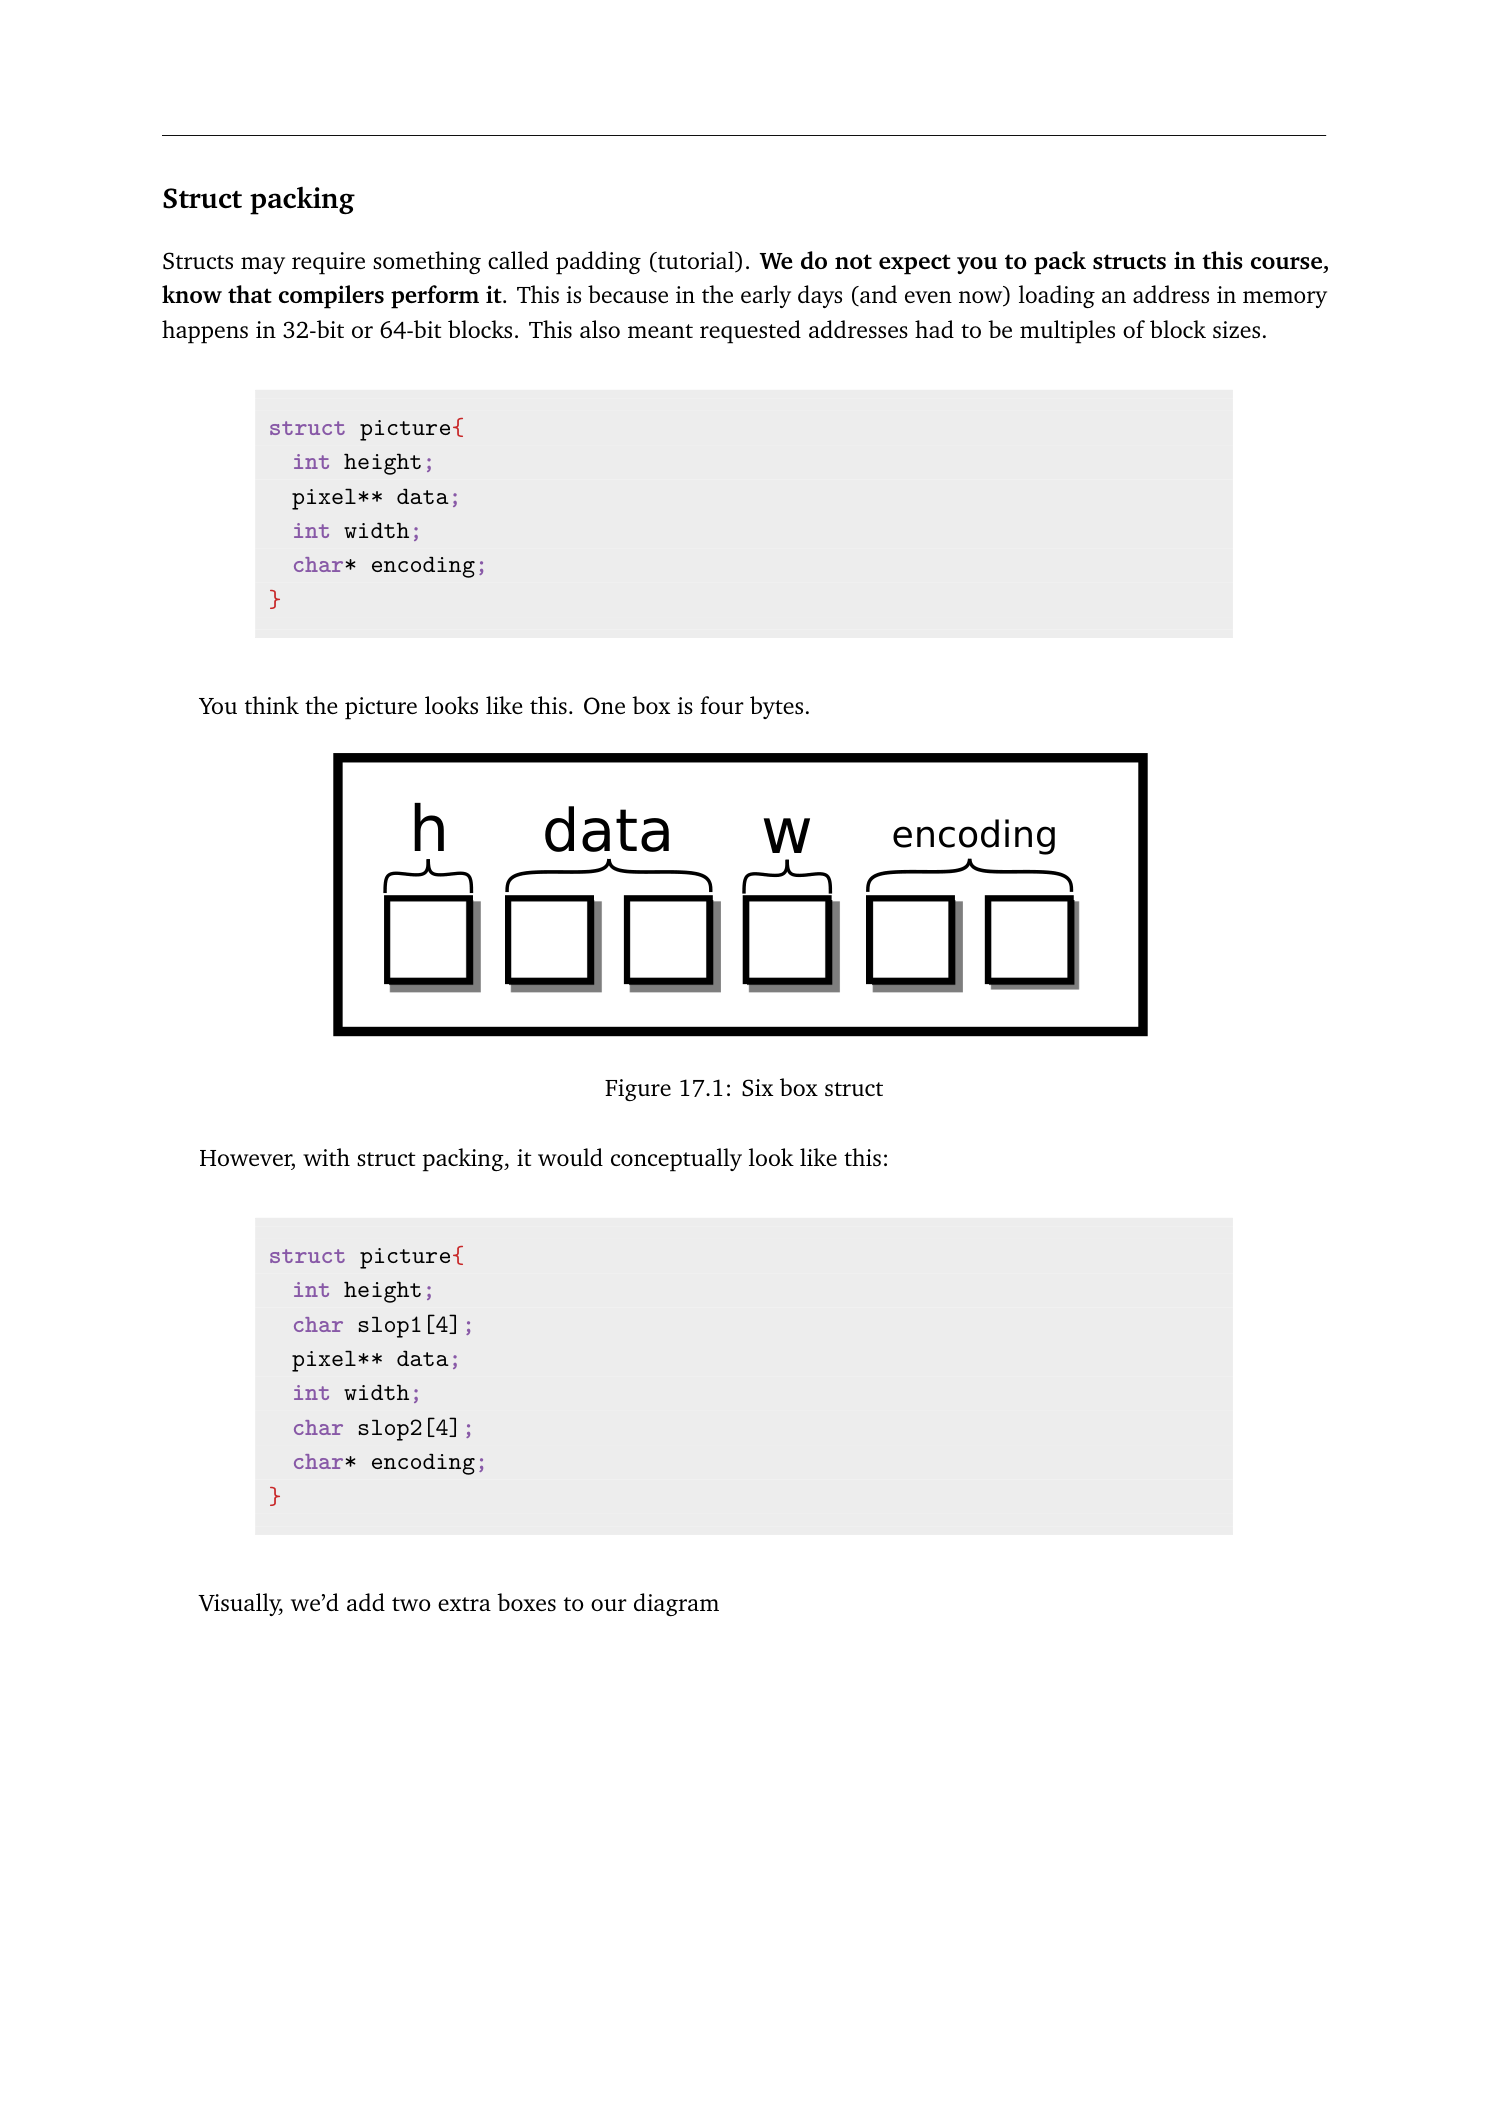 Struct packing
Structs may require something called padding (tutorial). We do not expect you to pack structs in this course,
know that compilers perform it. This is because in the early days (and even now) loading an address in memory
happens in 32-bit or 64-bit blocks. This also meant requested addresses had to be multiples of block sizes.
struct picture{
  int height;
  pixel** data;
  int width;
  char* encoding;
}
You think the picture looks like this. One box is four bytes.
h data w encoding
Figure 17.1: Six box struct
However, with struct packing, it would conceptually look like this:
struct picture{
  int height;
  char slop1[4];
  pixel** data;
  int width;
  char slop2[4];
  char* encoding;
}
Visually, we’d add two extra boxes to our diagram